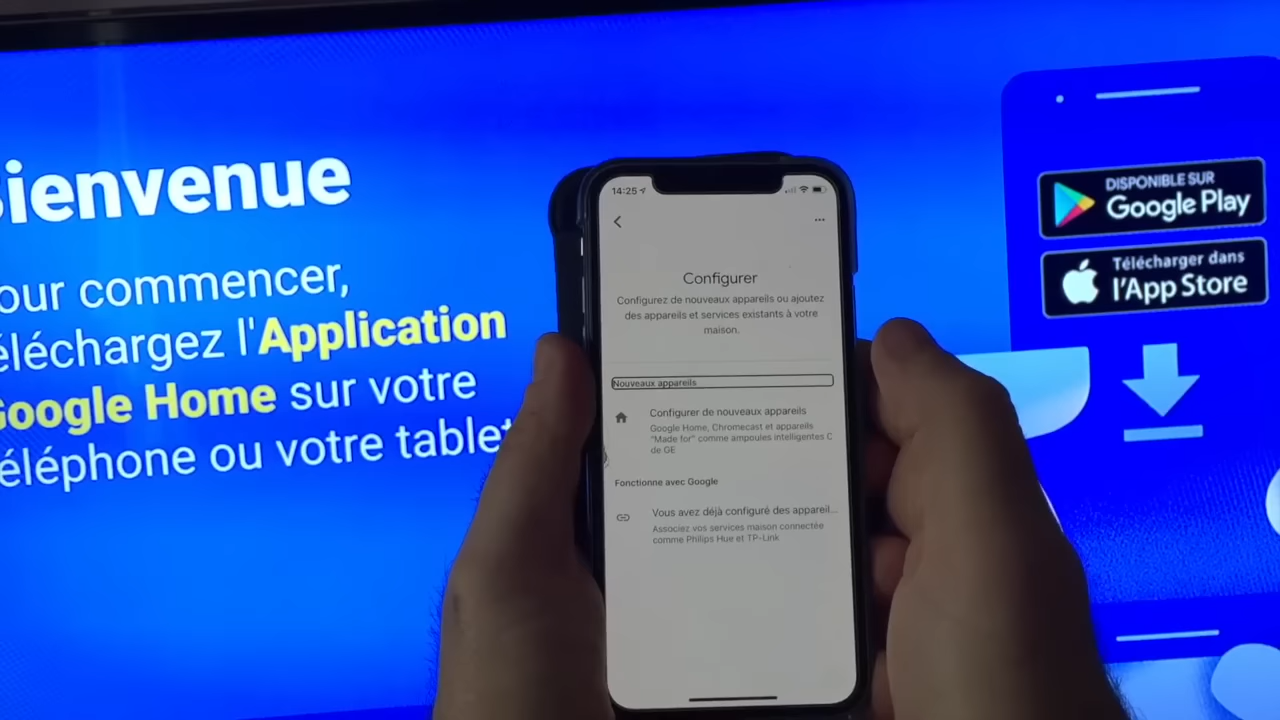 Bienvenue
our commencer,
éléchargez l'Application
Google Home sur votre
éléphone ou votre tablet
14:25
Configurer
Configurez de nouveaux appareils ou ajoutez
des appareils et services existants à votre
maison.
Nouveaux appareils
Configurer de nouveaux appareils
Google Home, Chromecast et appareils
"Made for" comme ampoules intelligentes C
de GE
Fonctionne avec Google
Vous avez déjà configuré des appareil...
Associez vos services maison connectée
comme Philips Hue et TP-Link
DISPONIBLE SUR
Google Play
Télécharger dans
l'App Store